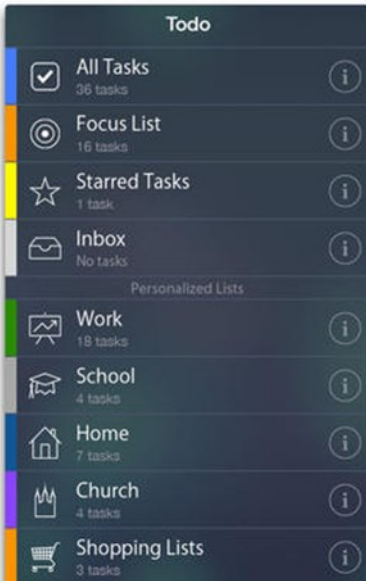 Todo
All Tasks
36 tasks
Focus List
16 tasks
Starred Tasks
1 task
Inbox
No tasks
Personalized Lists
Work
18 tasks
School
4 tasks
Home
7 tasks
Church
4 tasks
Shopping Lists
3 tasks